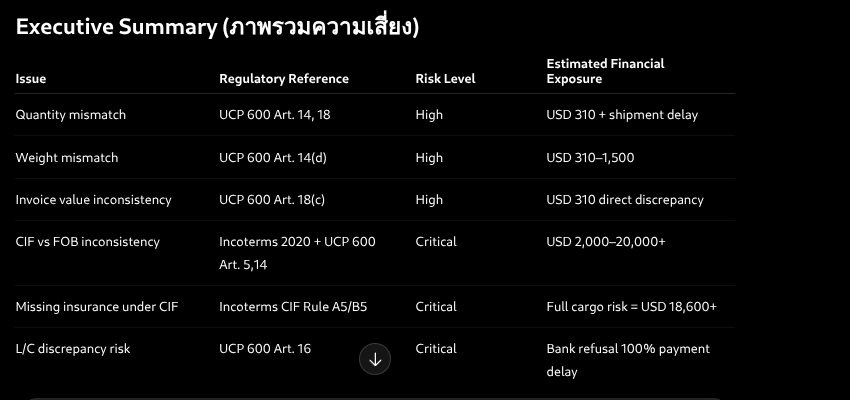 Executive Summary (ภาพรวมความเสี่ยง)
Issue Regulatory Reference Risk Level Estimated Financial Exposure
Quantity mismatch UCP 600 Art. 14, 18 High USD 310 + shipment delay
Weight mismatch UCP 600 Art. 14(d) High USD 310–1,500
Invoice value inconsistency UCP 600 Art. 18(c) High USD 310 direct discrepancy
CIF vs FOB inconsistency Incoterms 2020 + UCP 600 Art. 5,14 Critical USD 2,000–20,000+
Missing insurance under CIF Incoterms CIF Rule A5/B5 Critical Full cargo risk = USD 18,600+
L/C discrepancy risk UCP 600 Art. 16 Critical Bank refusal 100% payment delay